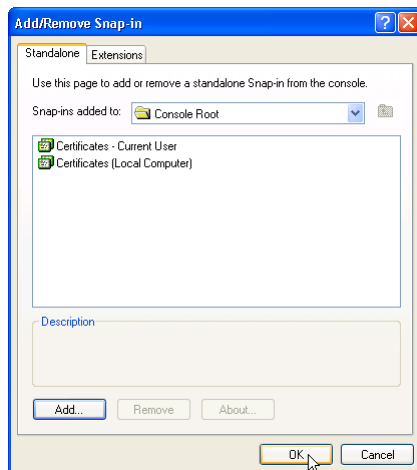 Add/Remove Snap-in
Standalone Extensions
Use this page to add or remove a standalone Snap-in from the console.
Snap-ins added to: Console Root
Certificates - Current User
Certificates (Local Computer)
Description
Add... Remove About...
OK Cancel